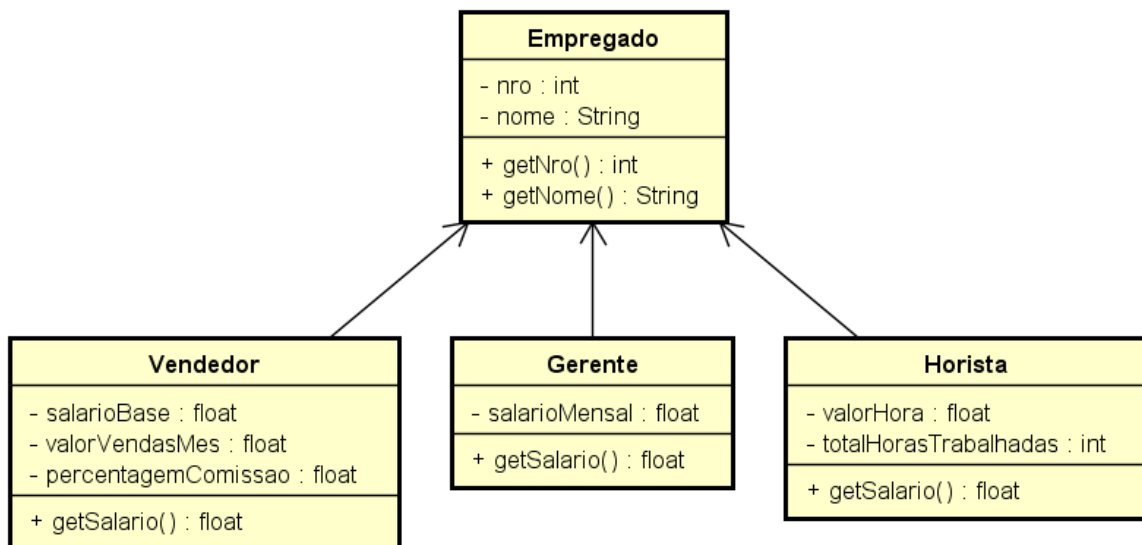 Empregado
- nro : int
- nome : String
+ getNro() : int
+ getNome() : String
Vendedor
- salarioBase : float
- valorVendasMes : float
- percentagemComissao : float
+ getSalario() : float
Gerente
- salarioMensal : float
+ getSalario() : float
Horista
- valorHora : float
- totalHorasTrabalhadas : int
+ getSalario() : float